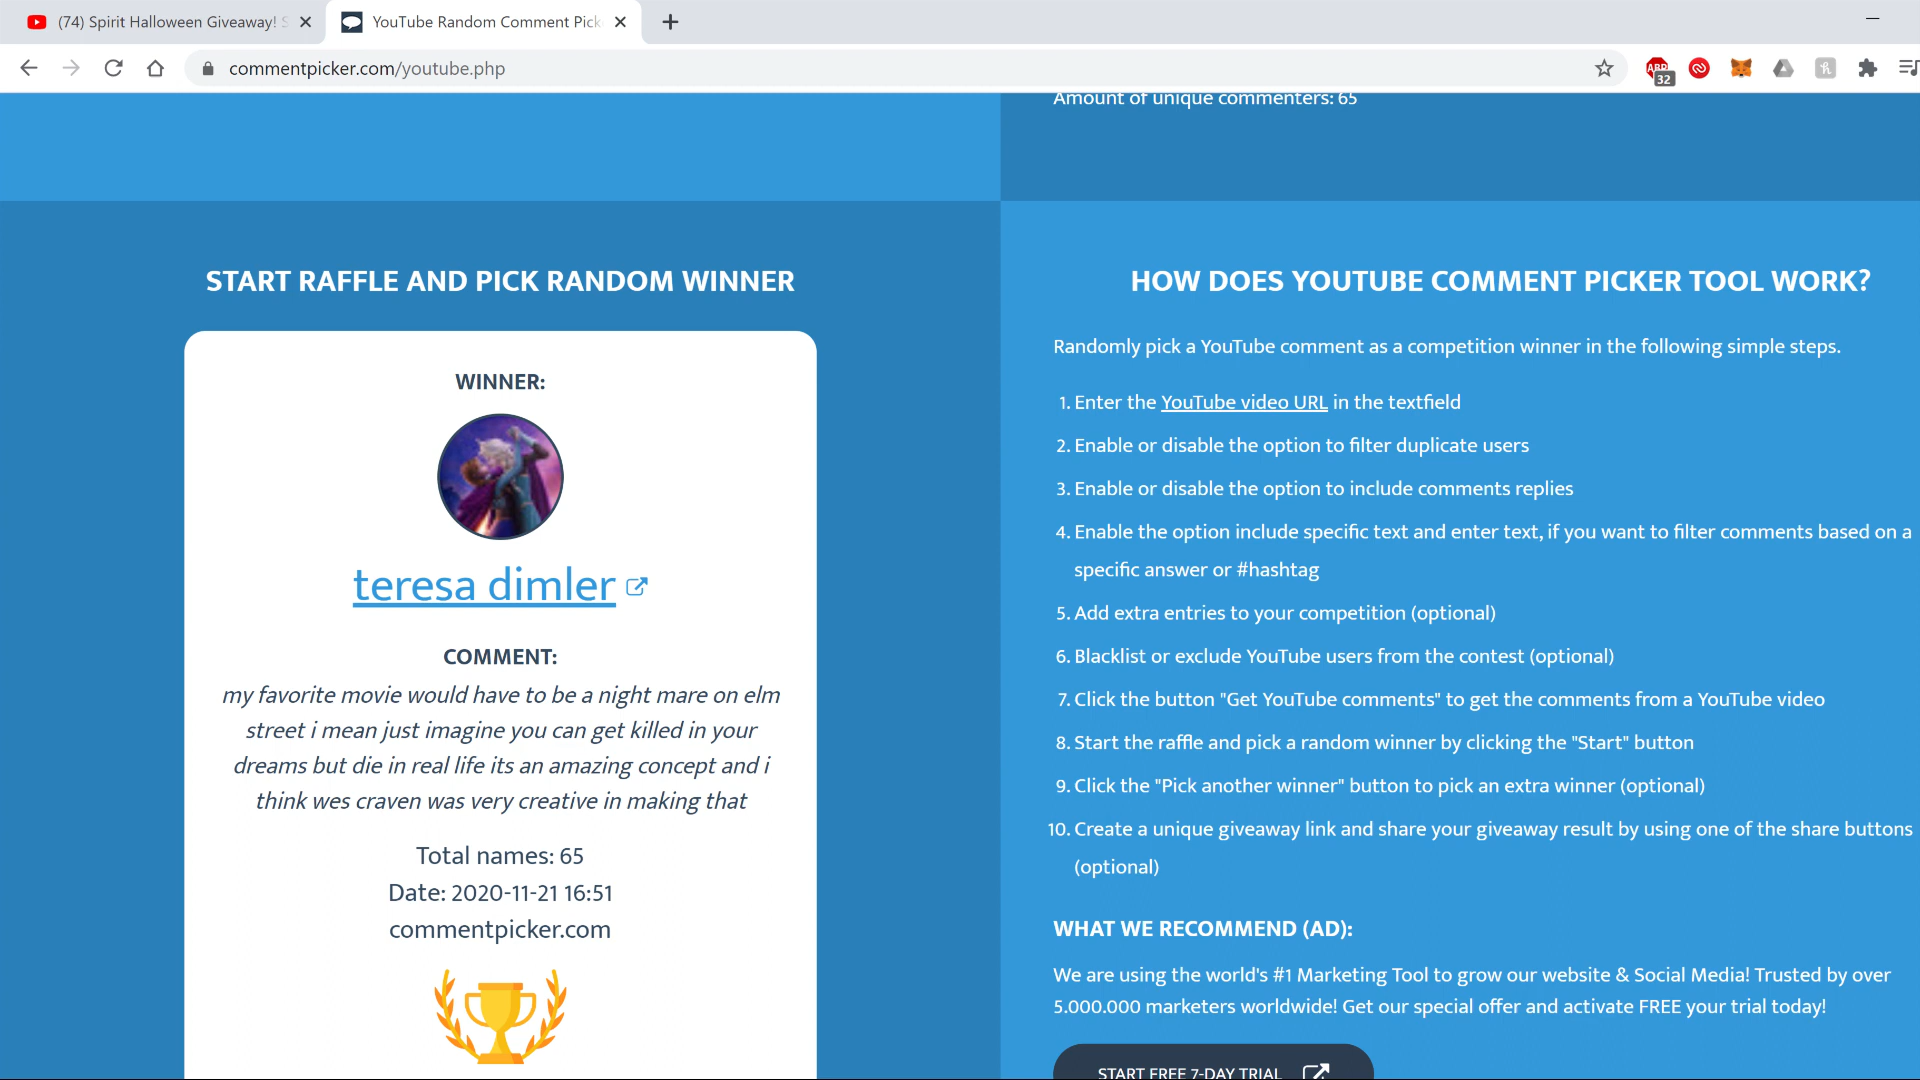 (74) Spirit Halloween Giveaway!
YouTube Random Comment Pick
commentpicker.com/youtube.php
ABP
32
Amount of unique commenters: 65
START RAFFLE AND PICK RANDOM WINNER
WINNER:
teresa dimler
COMMENT:
my favorite movie would have to be a night mare on elm
street i mean just imagine you can get killed in your
dreams but die in real life its an amazing concept and i
think wes craven was very creative in making that
Total names: 65
Date: 2020-11-21 16:51
commentpicker.com
HOW DOES YOUTUBE COMMENT PICKER TOOL WORK?
Randomly pick a YouTube comment as a competition winner in the following simple steps.
1. Enter the YouTube video URL in the textfield
2. Enable or disable the option to filter duplicate users
3. Enable or disable the option to include comments replies
4. Enable the option include specific text and enter text, if you want to filter comments based on a
specific answer or #hashtag
5. Add extra entries to your competition (optional)
6. Blacklist or exclude YouTube users from the contest (optional)
7. Click the button "Get YouTube comments" to get the comments from a YouTube video
8. Start the raffle and pick a random winner by clicking the "Start" button
9. Click the "Pick another winner" button to pick an extra winner (optional)
10. Create a unique giveaway link and share your giveaway result by using one of the share buttons
(optional)
WHAT WE RECOMMEND (AD):
We are using the world's #1 Marketing Tool to grow our website & Social Media! Trusted by over
5.000.000 marketers worldwide! Get our special offer and activate FREE your trial today!
START FREE 7-DAY TRIAL